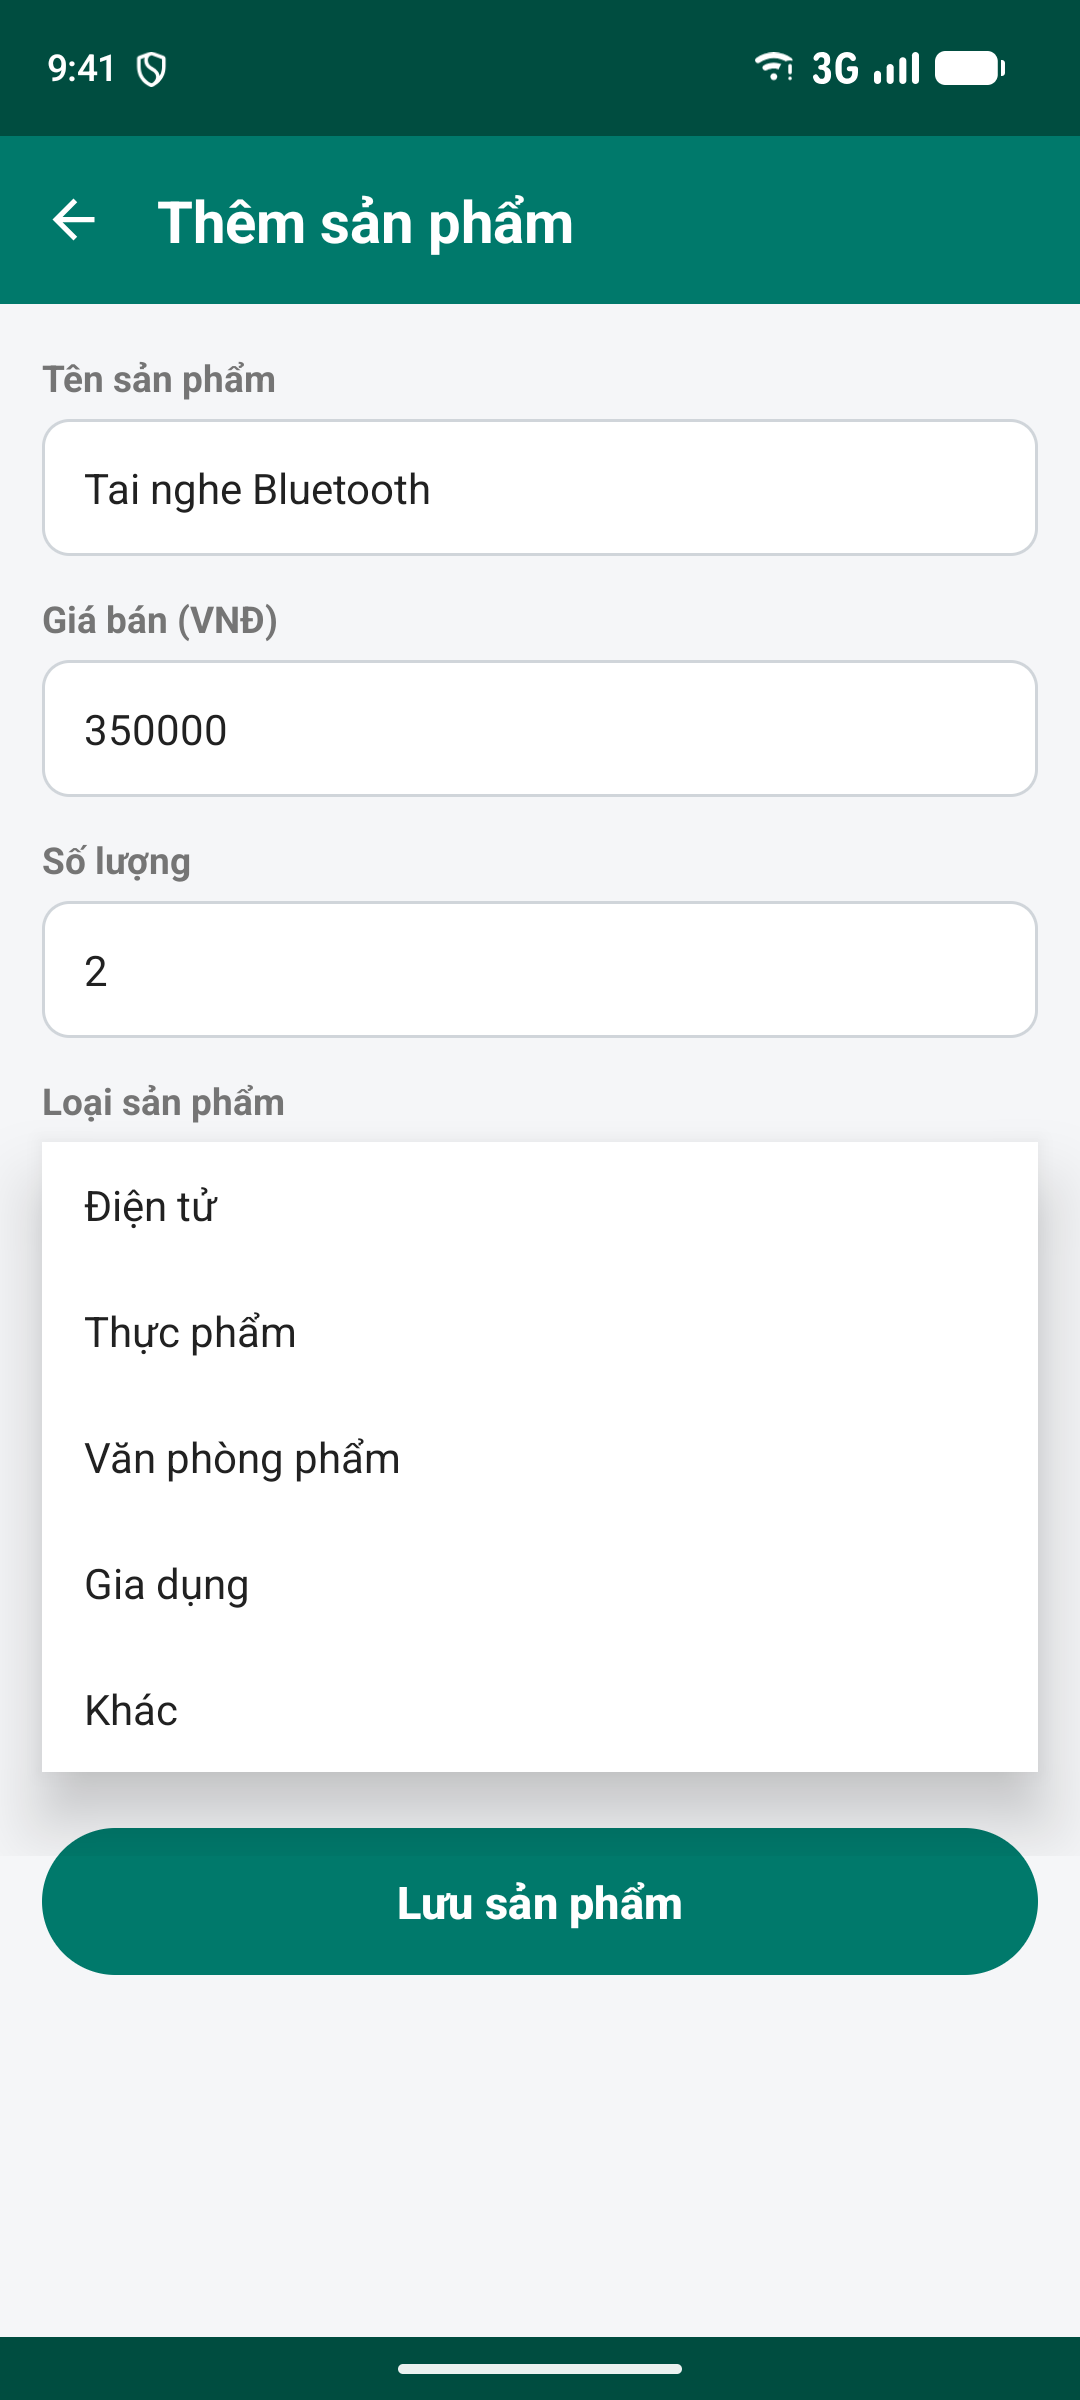 9:41 3G
Thêm sản phẩm
Tên sản phẩm
Tai nghe Bluetooth
Giá bán (VNĐ)
350000
Số lượng
2
Loại sản phẩm
Điện tử
Thực phẩm
Văn phòng phẩm
Gia dụng
Khác
Lưu sản phẩm